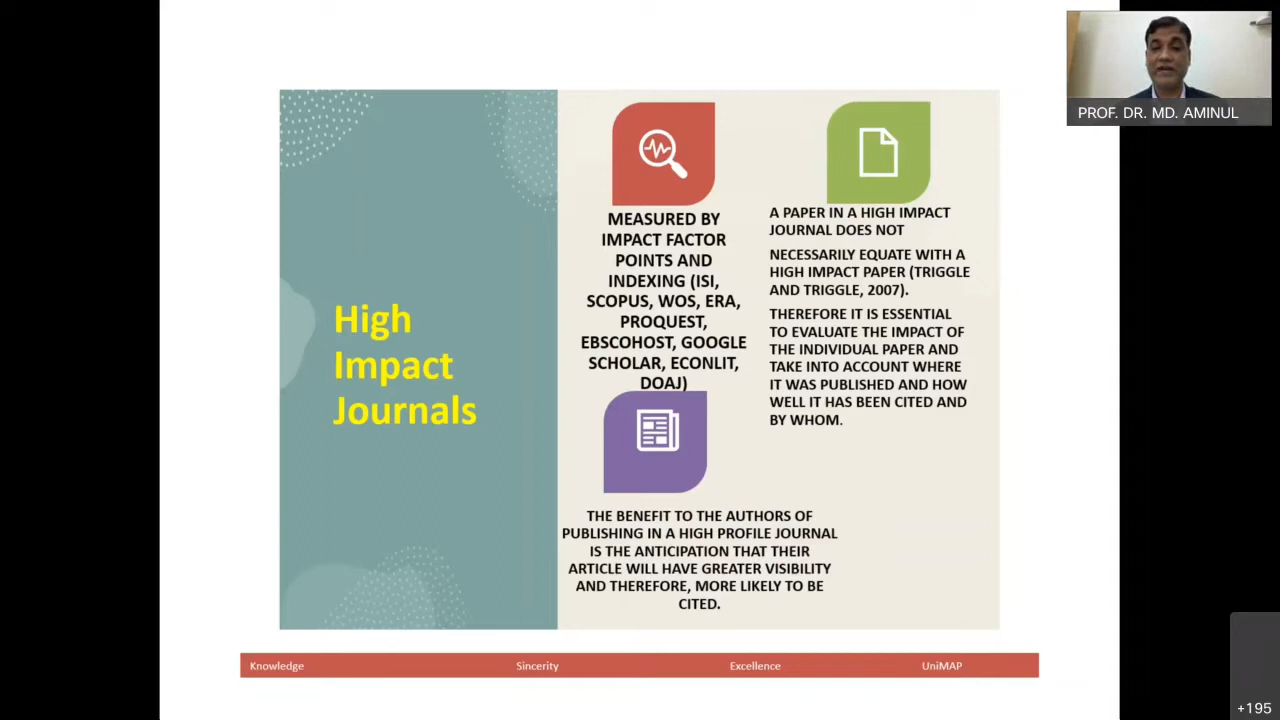 PROF. DR. MD. AMINUL
High
Impact
Journals
MEASURED BY
IMPACT FACTOR
POINTS AND
INDEXING (ISI,
SCOPUS, WOS, ERA,
PROQUEST,
EBSCOHOST, GOOGLE
SCHOLAR, ECONLIT,
DOAJ)
A PAPER IN A HIGH IMPACT
JOURNAL DOES NOT
NECESSARILY EQUATE WITH A
HIGH IMPACT PAPER (TRIGGLE
AND TRIGGLE, 2007).
THEREFORE IT IS ESSENTIAL
TO EVALUATE THE IMPACT OF
THE INDIVIDUAL PAPER AND
TAKE INTO ACCOUNT WHERE
IT WAS PUBLISHED AND HOW
WELL IT HAS BEEN CITED AND
BY WHOM.
THE BENEFIT TO THE AUTHORS OF
PUBLISHING IN A HIGH PROFILE JOURNAL
IS THE ANTICIPATION THAT THEIR
ARTICLE WILL HAVE GREATER VISIBILITY
AND THEREFORE, MORE LIKELY TO BE
CITED.
Knowledge Sincerity Excellence UniMAP
+195